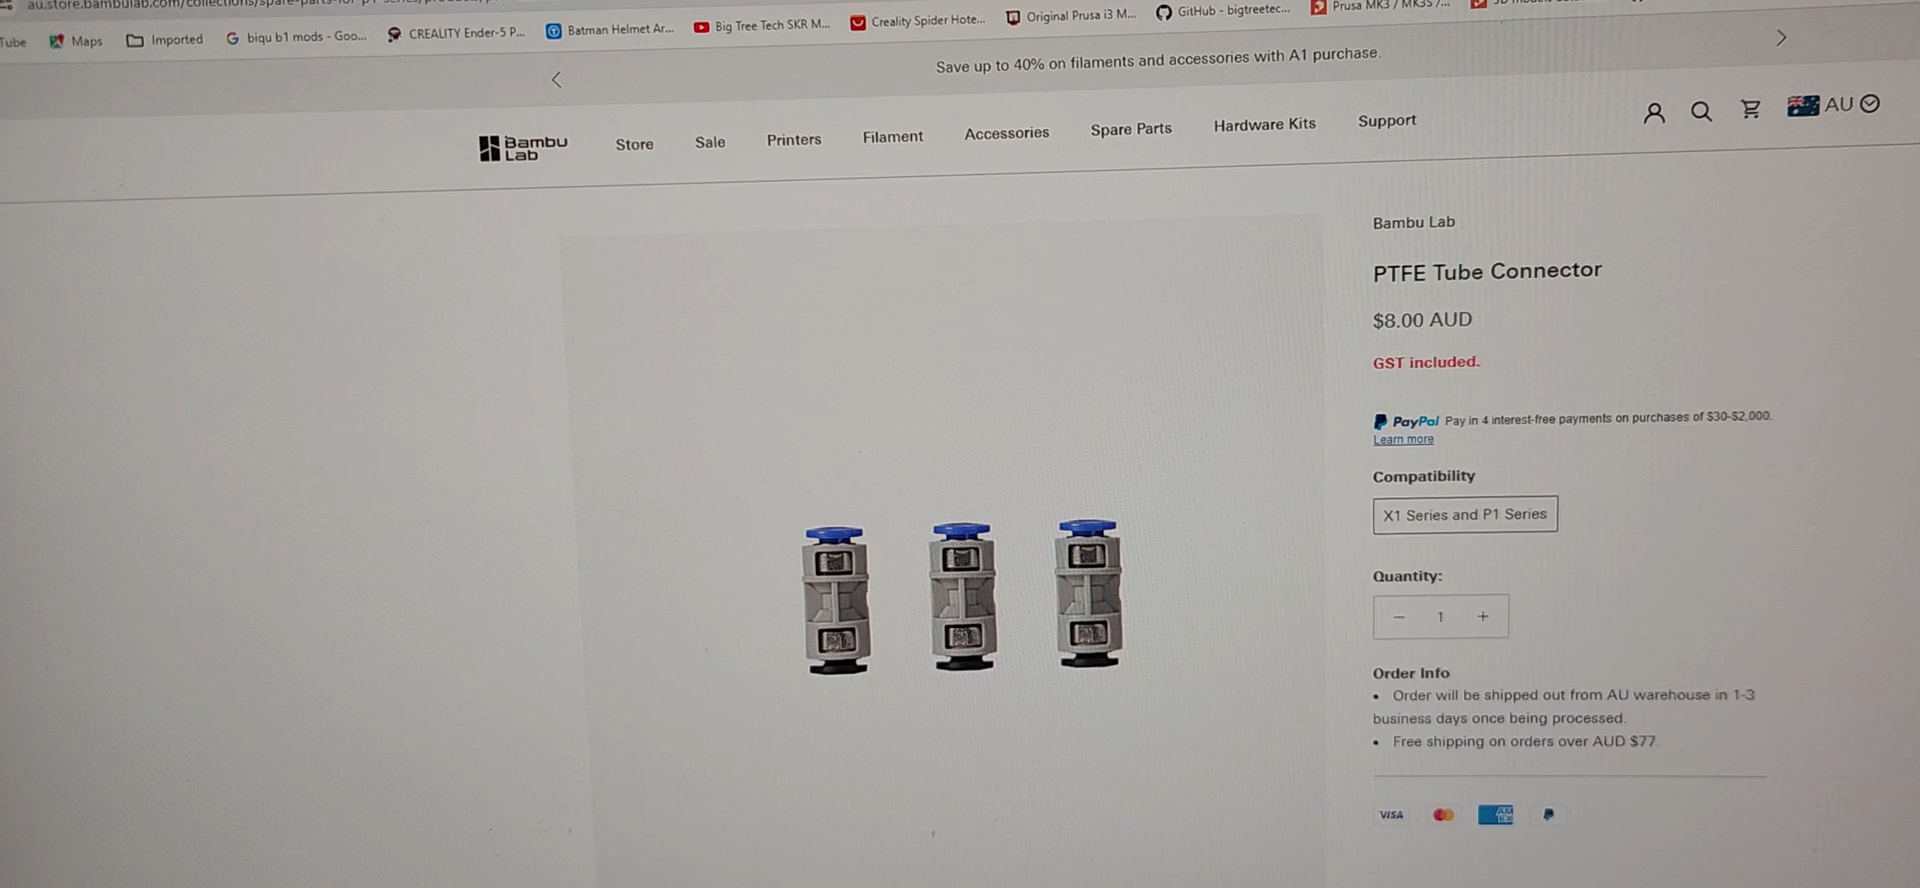 au.store.bambulab.com/collections/spare-parts-for-p1-series/
Tube
Maps
Imported
biqu b1 mods - Goo...
CREALITY Ender-5 P...
Batman Helmet Ar...
Big Tree Tech SKR M...
Creality Spider Hote...
Original Prusa i3 M...
GitHub - bigtreetec...
Prusa MK3 / MK3S /...
Save up to 40% on filaments and accessories with A1 purchase.
Bambu
Lab
Store
Sale
Printers
Filament
Accessories
Spare Parts
Hardware Kits
Support
AU
Bambu Lab
PTFE Tube Connector
$8.00 AUD
GST included.
PayPal Pay in 4 interest-free payments on purchases of $30-$2,000.
Learn more
Compatibility
X1 Series and P1 Series
Quantity:
− 1 +
Order Info
• Order will be shipped out from AU warehouse in 1-3
business days once being processed.
• Free shipping on orders over AUD $77.
VISA
AM